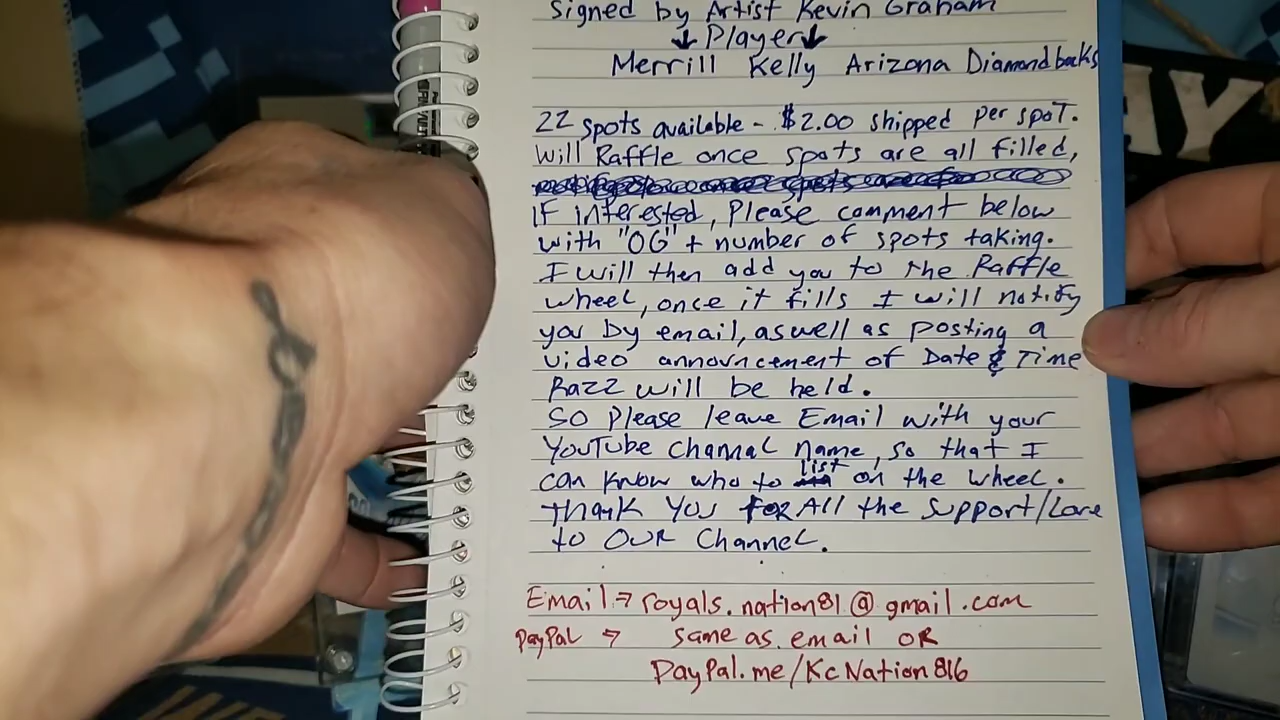 Signed by Artist Kevin Graham
↓ Player ↓
Merrill Kelly Arizona Diamondbacks
22 spots available - $2.00 shipped per spot.
Will Raffle once spots are all filled,
IF interested, Please comment below
with "OG" + number of spots taking.
I will then add you to the Raffle
wheel, once it fills I will notify
you by email, aswell as posting a
video announcement of Date & Time
Razz will be held.
SO Please leave Email with your
YouTube Channel name, so that I
can know who to list on the wheel.
Thank You FOR All the Support/Love
to OUR Channel.
Email → royals.nation81@gmail.com
PayPal → same as email OR
PayPal.me/KcNation816